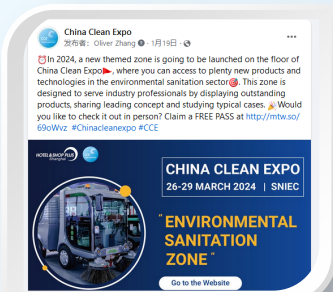 China Clean Expo
发布者: Oliver Zhang · 1月19日 ·
In 2024, a new themed zone is going to be launched on the floor of
China Clean Expo, where you can access to plenty new products and
technologies in the environmental sanitation sector. This zone is
designed to serve industry professionals by displaying outstanding
products, sharing leading concept and studying typical cases. Would
you like to check it out in person? Claim a FREE PASS at http://mtw.so/
69oWvz #Chinacleanexpo #CCE
HOTEL & SHOP PLUS
Shanghai
CHINA CLEAN EXPO
26-29 MARCH 2024 | SNIEC
"ENVIRONMENTAL
SANITATION
ZONE"
Go to the Website